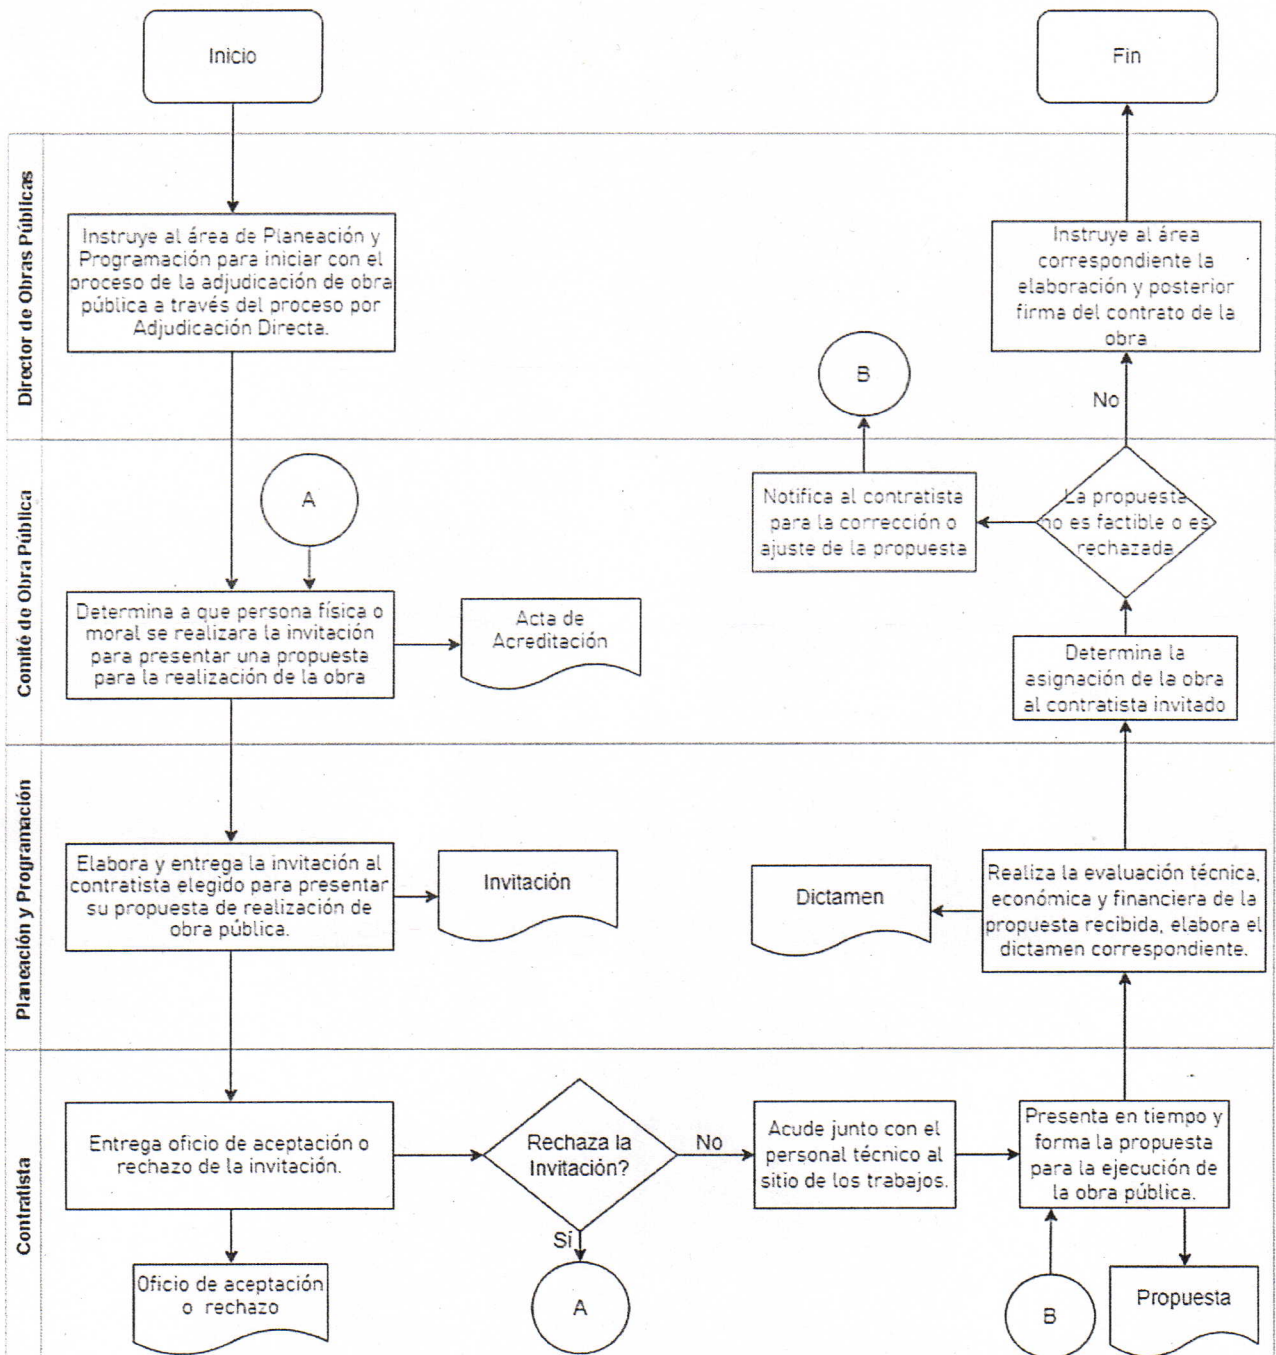 Inicio
Fin
Director de Obras Públicas
Instruye al área de Planeación y
Programación para iniciar con el
proceso de la adjudicación de obra
pública a través del proceso por
Adjudicación Directa.
Instruye al área
correspondiente la
elaboración y posterior
firma del contrato de la
obra
B
No
Comité de Obra Pública
A
Notifica al contratista
para la corrección o
ajuste de la propuesta
La propuesta
no es factible o es
rechazada
Determina a que persona física o
moral se realizara la invitación
para presentar una propuesta
para la realización de la obra
Acta de
Acreditación
Determina la
asignación de la obra
al contratista invitado
Planeación y Programación
Elabora y entrega la invitación al
contratista elegido para presentar
su propuesta de realización de
obra pública.
Invitación
Dictamen
Realiza la evaluación técnica,
económica y financiera de la
propuesta recibida, elabora el
dictamen correspondiente.
Contratista
Entrega oficio de aceptación o
rechazo de la invitación.
Rechaza la
Invitación?
No
Acude junto con el
personal técnico al
sitio de los trabajos.
Presenta en tiempo y
forma la propuesta
para la ejecución de
la obra pública.
Sí
Oficio de aceptación
o rechazo
A
B
Propuesta